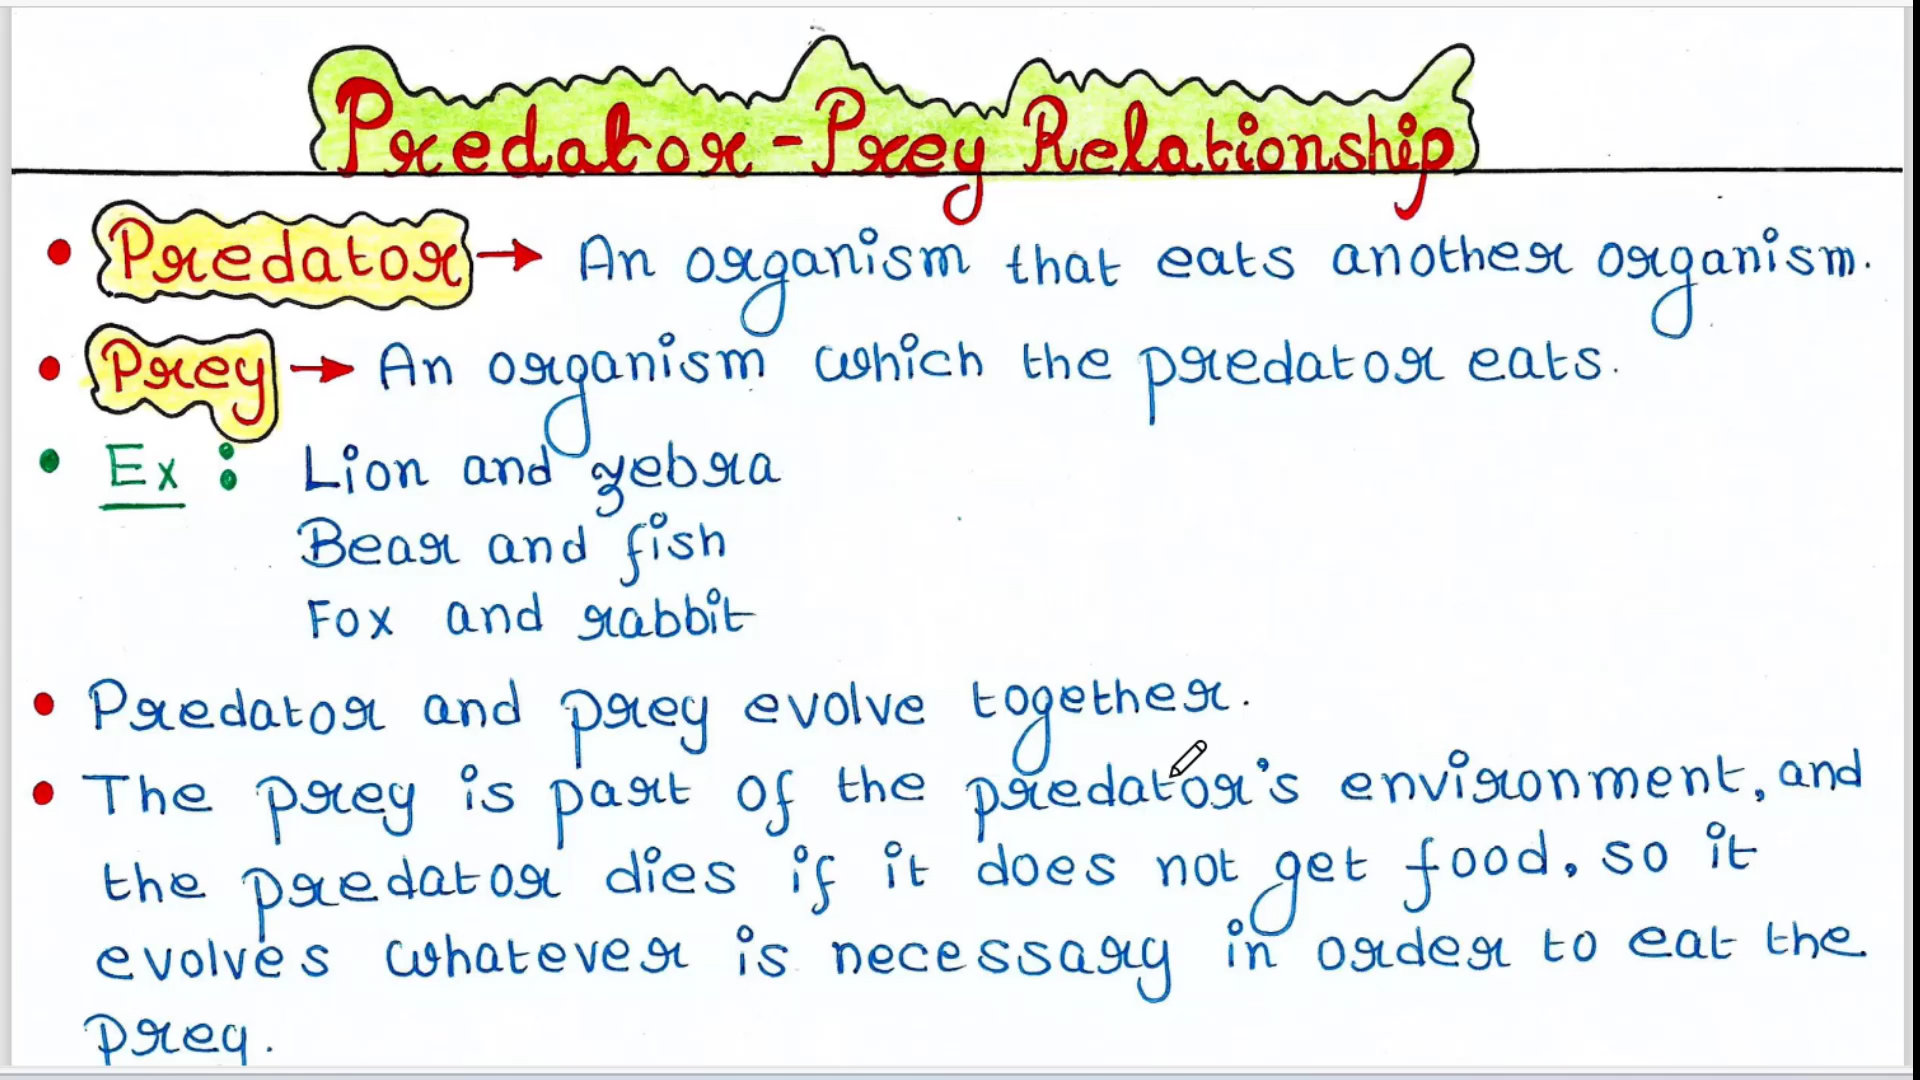 Predator-Prey Relationship
• Predator → An organism that eats another organism.
• Prey → An organism which the predator eats.
• Ex : Lion and zebra
Bear and fish
Fox and rabbit
• Predator and prey evolve together.
• The prey is part of the predator's environment, and
the predator dies if it does not get food, so it
evolves whatever is necessary in order to eat the
prey.